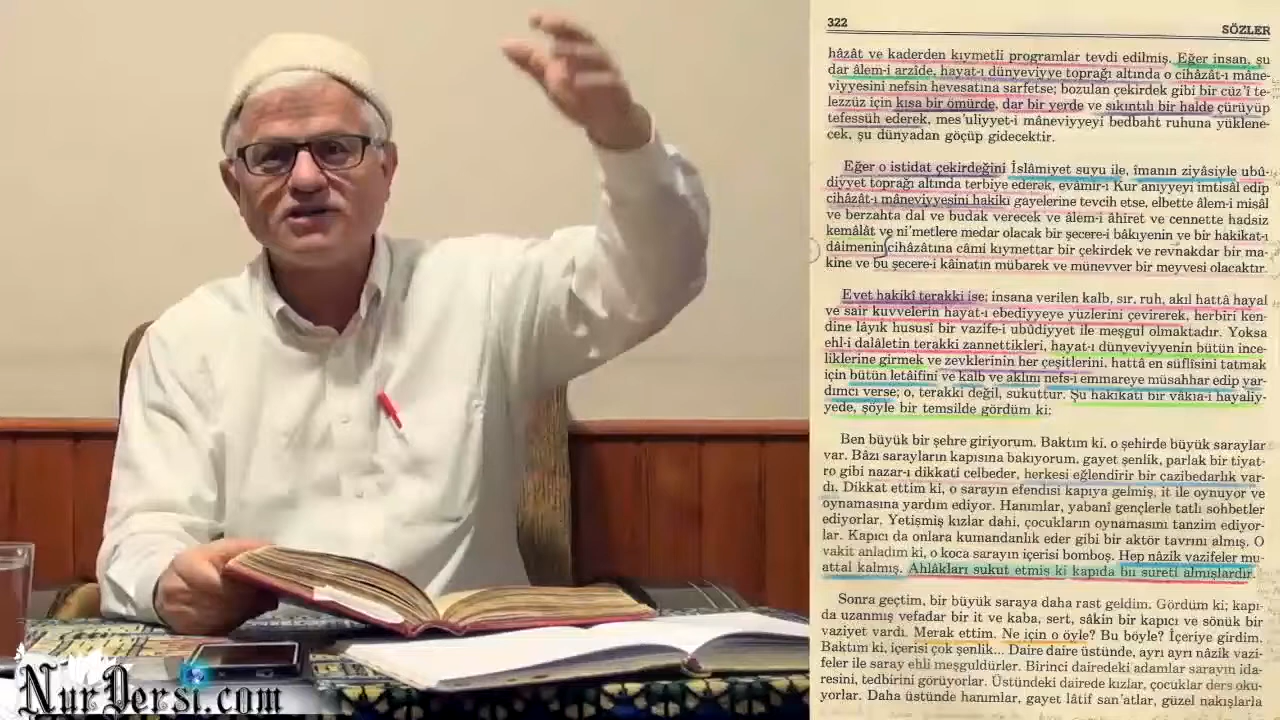 322
SÖZLER
hâzât ve kaderden kıymetli programlar tevdi edilmiş. Eğer insan, şu
dar âlem-i arzîde, hayat-ı dünyeviyye toprağı altında o cihâzât-ı mâne-
viyyesini nefsin hevesatına sarfetse; bozulan çekirdek gibi bir cüz'î te-
lezzüz için kısa bir ömürde, dar bir yerde ve sıkıntılı bir halde çürüyüp
tefessüh ederek, mes'uliyyet-i mâneviyyeyi bedbaht ruhuna yüklene-
cek, şu dünyadan göçüp gidecektir.
Eğer o istidat çekirdeğini İslâmiyet suyu ile, imanın ziyâsiyle ubû-
diyyet toprağı altında terbiye ederek, evâmir-i Kur'aniyyeyi imtisâl edip
cihâzât-ı mâneviyyesini hakikî gayelerine tevcih etse, elbette âlem-i misâl
ve berzahta dal ve budak verecek ve âlem-i âhiret ve cennette hadsiz
kemâlât ve ni'metlere medar olacak bir şecere-i bâkıyenin ve bir hakikat-ı
dâimenin cihâzâtına câmi kıymettar bir çekirdek ve revnakdar bir ma-
kine ve bu şecere-i kâinatın mübarek ve münevver bir meyvesi olacaktır.
Evet hakikî terakki ise; insana verilen kalb, sır, ruh, akıl hattâ hayal
ve sair kuvvelerin hayat-ı ebediyyeye yüzlerini çevirerek, herbiri ken-
dine lâyık hususî bir vazife-i ubûdiyyet ile meşgul olmaktadır. Yoksa
ehl-i dalâletin terakki zannettikleri, hayat-ı dünyeviyyenin bütün ince-
liklerine girmek ve zevklerinin her çeşitlerini, hattâ en süflisini tatmak
için bütün letâifini ve kalb ve aklını nefs-i emmareye müsahhar edip yar-
dımcı verse; o, terakki değil, sukuttur. Şu hakikati bir vâkıa-i hayaliy-
yede, şöyle bir temsilde gördüm ki:
Ben büyük bir şehre giriyorum. Baktım ki, o şehirde büyük saraylar
var. Bâzı sarayların kapısına bakıyorum, gayet şenlik, parlak bir tiyat-
ro gibi nazar-ı dikkati celbeder, herkesi eğlendirir bir cazibedarlık var-
dı. Dikkat ettim ki, o sarayın efendisi kapıya gelmiş, it ile oynuyor ve
oynamasına yardım ediyor. Hanımlar, yabanî gençlerle tatlı sohbetler
ediyorlar. Yetişmiş kızlar dahi, çocukların oynamasını tanzim ediyor-
lar. Kapıcı da onlara kumandanlık eder gibi bir aktör tavrını almış. O
vakit anladım ki, o koca sarayın içerisi bomboş. Hep nâzik vazifeler mu-
attal kalmış. Ahlâkları sukut etmiş ki kapıda bu sûreti almışlardır.
Sonra geçtim, bir büyük saraya daha rast geldim. Gördüm ki; kapı-
da uzanmış vefadar bir it ve kaba, sert, sâkin bir kapıcı ve sönük bir
vaziyet vardı. Merak ettim. Ne için o öyle? Bu böyle? İçeriye girdim.
Baktım ki, içerisi çok şenlik... Daire daire üstünde, ayrı ayrı nâzik vazi-
feler ile saray ehli meşguldürler. Birinci dairedeki adamlar sarayın ida-
resini, tedbirini görüyorlar. Üstündeki dairede kızlar, çocuklar ders oku-
yorlar. Daha üstünde hanımlar, gayet lâtif san'atlar, güzel nakışlarla
NurDersi.com